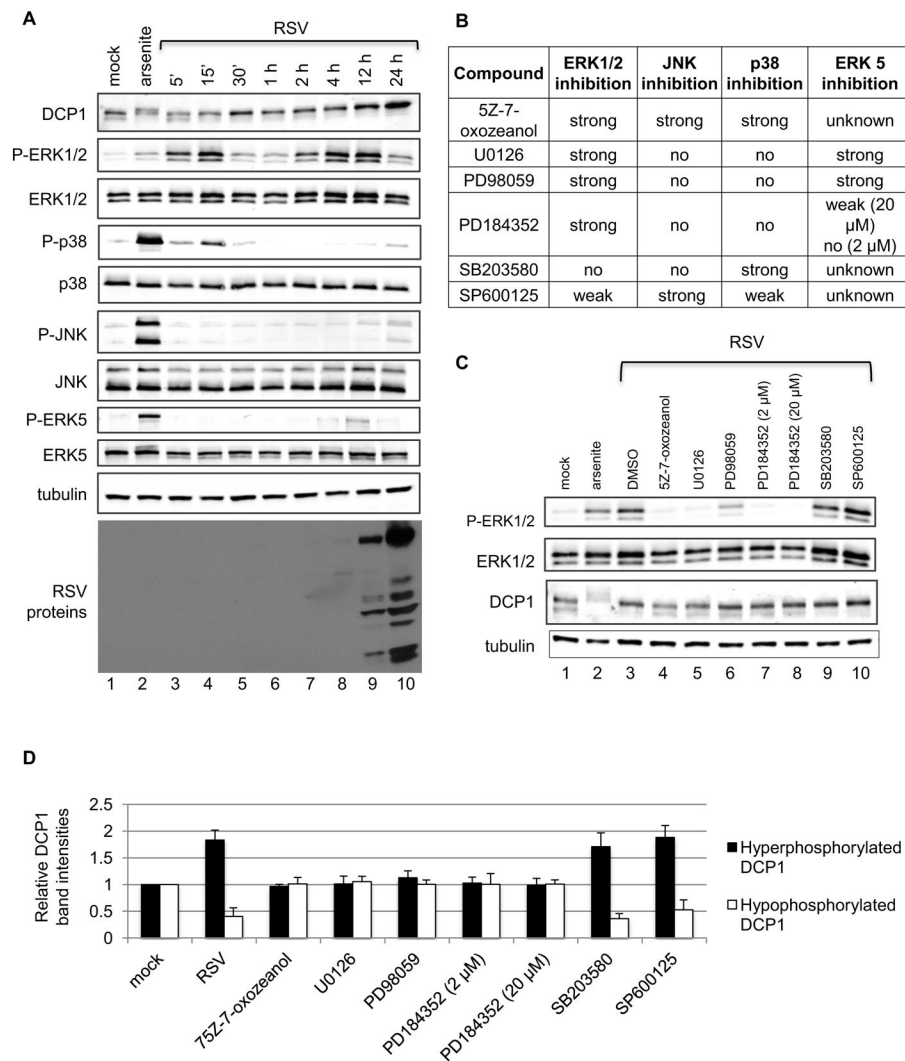 A
RSV
mock
arsenite
5'
15'
30'
1 h
2 h
4 h
12 h
24 h
DCP1
P-ERK1/2
ERK1/2
P-p38
p38
P-JNK
JNK
P-ERK5
ERK5
tubulin
RSV
proteins
1 2 3 4 5 6 7 8 9 10
B
Compound
ERK1/2
inhibition
JNK
inhibition
p38
inhibition
ERK 5
inhibition
5Z-7-
oxozeanol
strong strong strong unknown
U0126 strong no no strong
PD98059 strong no no strong
PD184352 strong no no
weak (20
µM)
no (2 µM)
SB203580 no no strong unknown
SP600125 weak strong weak unknown
C
RSV
mock
arsenite
DMSO
5Z-7-oxozeanol
U0126
PD98059
PD184352 (2 µM)
PD184352 (20 µM)
SB203580
SP600125
P-ERK1/2
ERK1/2
DCP1
tubulin
1 2 3 4 5 6 7 8 9 10
D
Relative DCP1
band intensities
2.5
2
1.5
1
0.5
0
mock
RSV
75Z-7-oxozeanol
U0126
PD98059
PD184352 (2 µM)
PD184352 (20 µM)
SB203580
SP600125
Hyperphosphorylated
DCP1
Hypophosphorylated
DCP1